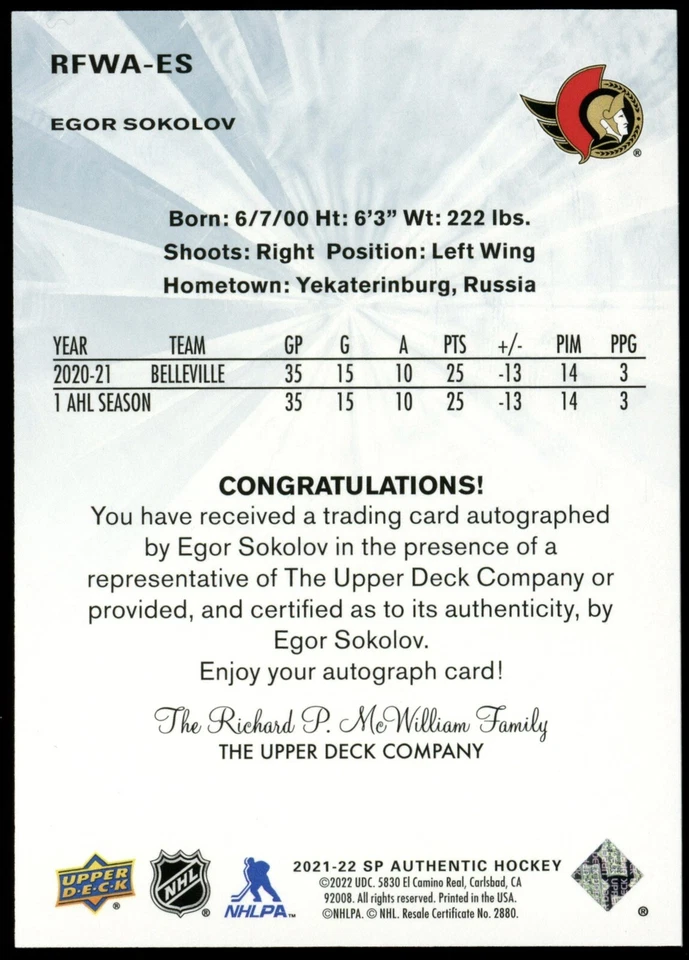 RFWA-ES
EGOR SOKOLOV
®
Born: 6/7/00 Ht: 6'3” Wt: 222 lbs.
Shoots: Right Position: Left Wing
Hometown: Yekaterinburg, Russia
YEAR TEAM GP G A PTS +/- PIM PPG
2020-21 BELLEVILLE 35 15 10 25 -13 14 3
1 AHL SEASON 35 15 10 25 -13 14 3
CONGRATULATIONS!
You have received a trading card autographed
by Egor Sokolov in the presence of a
representative of The Upper Deck Company or
provided, and certified as to its authenticity, by
Egor Sokolov.
Enjoy your autograph card!
The Richard P. McWilliam Family
THE UPPER DECK COMPANY
UPPER
D·E·C·K
®
NHL
®
NHLPA™
2021-22 SP AUTHENTIC HOCKEY
©2022 UDC. 5830 El Camino Real, Carlsbad, CA
92008. All rights reserved. Printed in the USA.
©NHLPA. © NHL. Resale Certificate No. 2880.
®